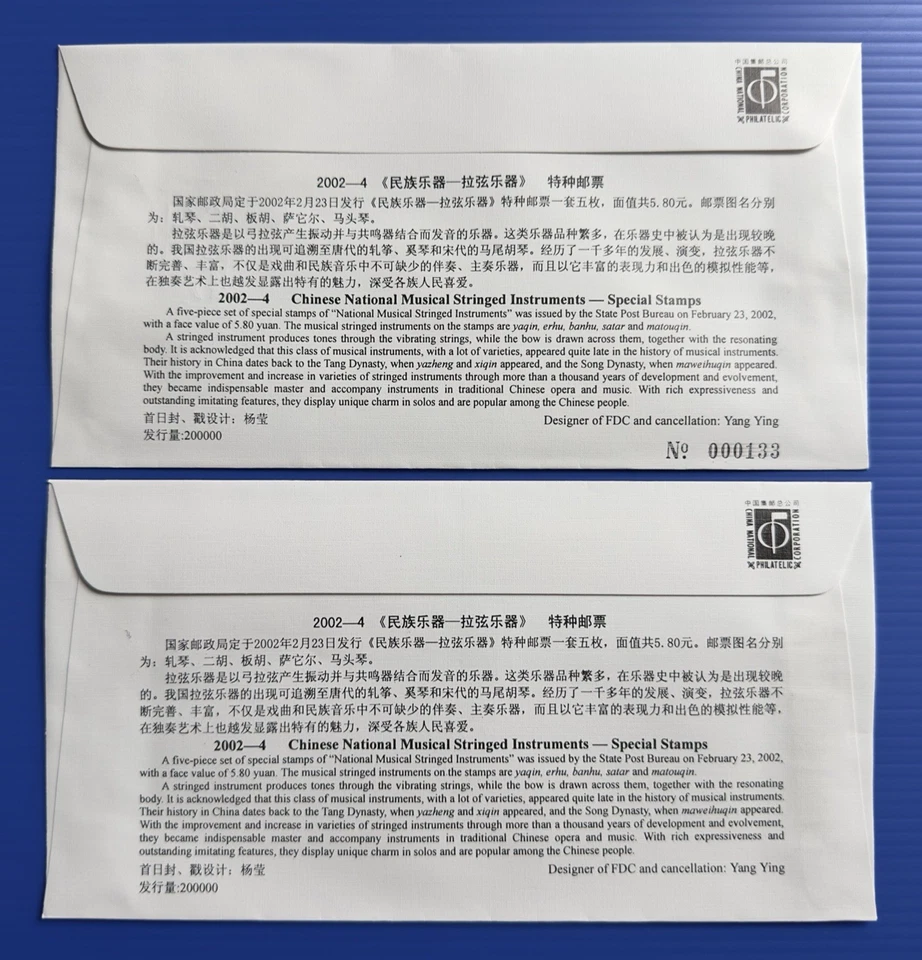 中国集邮总公司
CHINA NATIONAL
CORPORATION
PHILATELIC
2002—4 《民族乐器—拉弦乐器》 特种邮票
国家邮政局定于2002年2月23日发行《民族乐器—拉弦乐器》特种邮票一套五枚，面值共5.80元。邮票图名分别
为：轧琴、二胡、板胡、萨它尔、马头琴。
拉弦乐器是以弓拉弦产生振动并与共鸣器结合而发音的乐器。这类乐器品种繁多，在乐器史中被认为是出现较晚
的。我国拉弦乐器的出现可追溯至唐代的轧筝、奚琴和宋代的马尾胡琴。经历了一千多年的发展、演变，拉弦乐器不
断完善、丰富，不仅是戏曲和民族音乐中不可缺少的伴奏、主奏乐器，而且以它丰富的表现力和出色的模拟性能等，
在独奏艺术上也越发显露出特有的魅力，深受各族人民喜爱。
2002—4 Chinese National Musical Stringed Instruments — Special Stamps
A five-piece set of special stamps of “National Musical Stringed Instruments” was issued by the State Post Bureau on February 23, 2002,
with a face value of 5.80 yuan. The musical stringed instruments on the stamps are yaqin, erhu, banhu, satar and matouqin.
A stringed instrument produces tones through the vibrating strings, while the bow is drawn across them, together with the resonating
body. It is acknowledged that this class of musical instruments, with a lot of varieties, appeared quite late in the history of musical instruments.
Their history in China dates back to the Tang Dynasty, when yazheng and xiqin appeared, and the Song Dynasty, when maweihuqin appeared.
With the improvement and increase in varieties of stringed instruments through more than a thousand years of development and evolvement,
they became indispensable master and accompany instruments in traditional Chinese opera and music. With rich expressiveness and
outstanding imitating features, they display unique charm in solos and are popular among the Chinese people.
首日封、戳设计：杨莹 Designer of FDC and cancellation: Yang Ying
发行量:200000
Nº 000133
中国集邮总公司
CHINA NATIONAL
CORPORATION
PHILATELIC
2002—4 《民族乐器—拉弦乐器》 特种邮票
国家邮政局定于2002年2月23日发行《民族乐器—拉弦乐器》特种邮票一套五枚，面值共5.80元。邮票图名分别
为：轧琴、二胡、板胡、萨它尔、马头琴。
拉弦乐器是以弓拉弦产生振动并与共鸣器结合而发音的乐器。这类乐器品种繁多，在乐器史中被认为是出现较晚
的。我国拉弦乐器的出现可追溯至唐代的轧筝、奚琴和宋代的马尾胡琴。经历了一千多年的发展、演变，拉弦乐器不
断完善、丰富，不仅是戏曲和民族音乐中不可缺少的伴奏、主奏乐器，而且以它丰富的表现力和出色的模拟性能等，
在独奏艺术上也越发显露出特有的魅力，深受各族人民喜爱。
2002—4 Chinese National Musical Stringed Instruments — Special Stamps
A five-piece set of special stamps of “National Musical Stringed Instruments” was issued by the State Post Bureau on February 23, 2002,
with a face value of 5.80 yuan. The musical stringed instruments on the stamps are yaqin, erhu, banhu, satar and matouqin.
A stringed instrument produces tones through the vibrating strings, while the bow is drawn across them, together with the resonating
body. It is acknowledged that this class of musical instruments, with a lot of varieties, appeared quite late in the history of musical instruments.
Their history in China dates back to the Tang Dynasty, when yazheng and xiqin appeared, and the Song Dynasty, when maweihuqin appeared.
With the improvement and increase in varieties of stringed instruments through more than a thousand years of development and evolvement,
they became indispensable master and accompany instruments in traditional Chinese opera and music. With rich expressiveness and
outstanding imitating features, they display unique charm in solos and are popular among the Chinese people.
首日封、戳设计：杨莹 Designer of FDC and cancellation: Yang Ying
发行量:200000